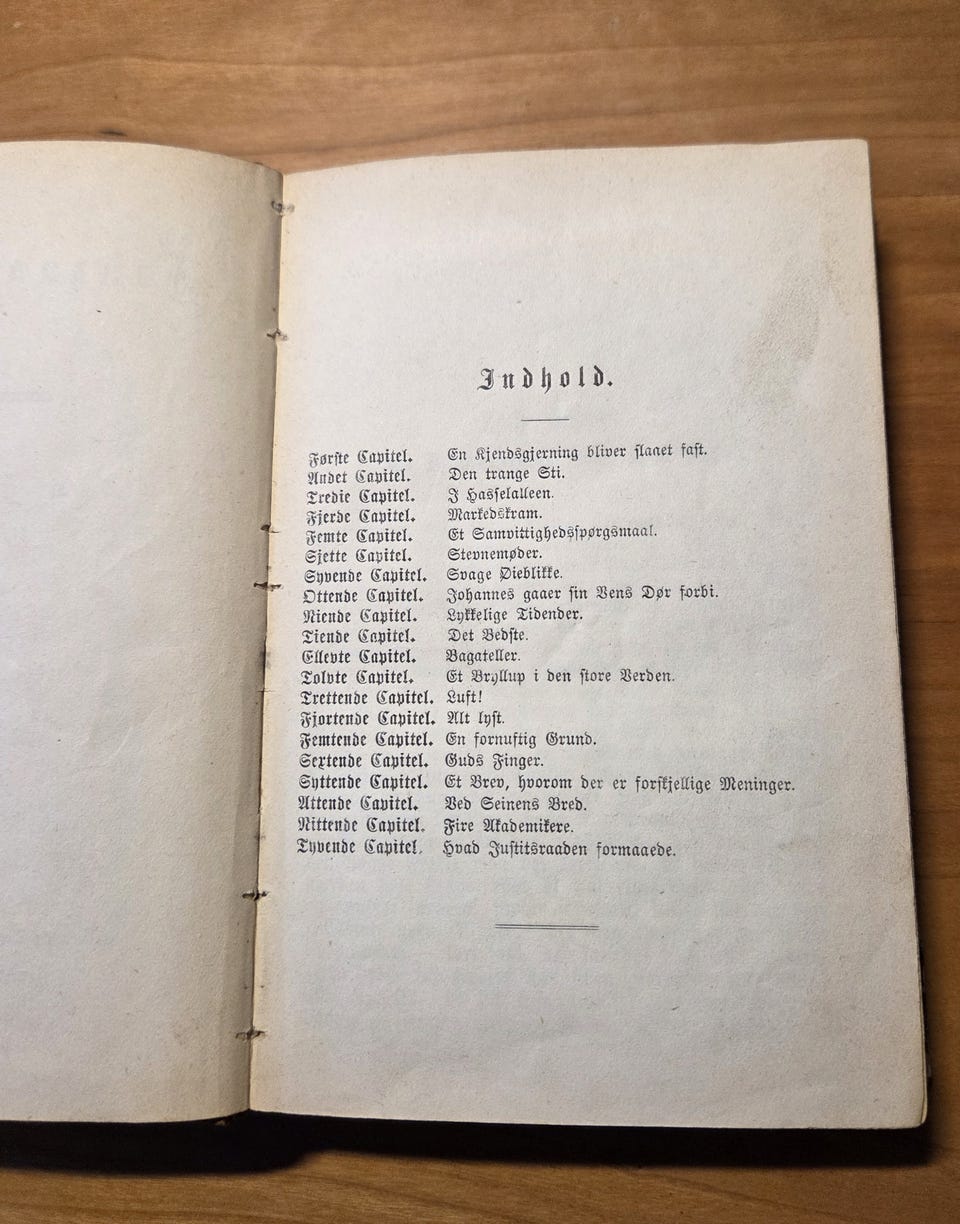 Indhold.
Første Capitel. En Kjendsgjerning bliver slaaet fast.
Andet Capitel. Den trange Sti.
Tredie Capitel. I Hasselalleen.
Fjerde Capitel. Markedskram.
Femte Capitel. Et Samvittighedsspørgsmaal.
Sjette Capitel. Stevnemøder.
Syvende Capitel. Svage Øieblikke.
Ottende Capitel. Johannes gaaer sin Vens Dør forbi.
Niende Capitel. Lykkelige Tidender.
Tiende Capitel. Det Bedste.
Ellevte Capitel. Bagateller.
Tolvte Capitel. Et Bryllup i den store Verden.
Trettende Capitel. Luft!
Fjortende Capitel. Alt lyst.
Femtende Capitel. En fornuftig Grund.
Sextende Capitel. Guds Finger.
Syttende Capitel. Et Brev, hvorom der er forskjellige Meninger.
Attende Capitel. Ved Seinens Bred.
Nittende Capitel. Fire Akademikere.
Tyvende Capitel. Hvad Justitsraaden formaaede.